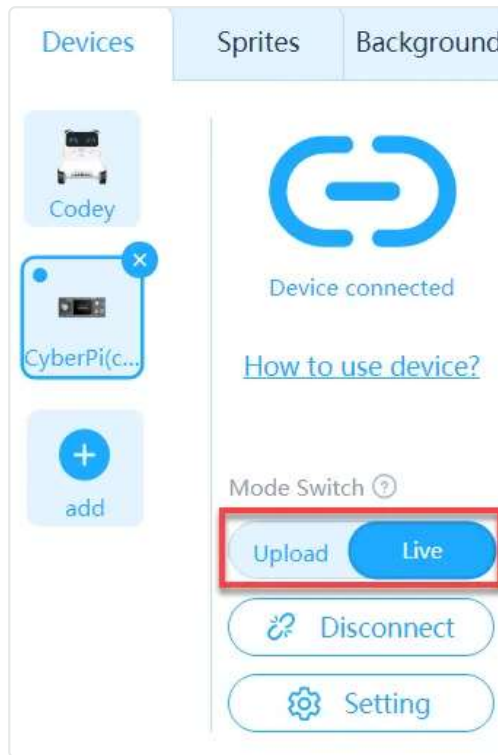 Devices
Sprites
Background
Codey
CyberPi(c...
add
Device connected
How to use device?
Mode Switch ?
Upload
Live
Disconnect
Setting